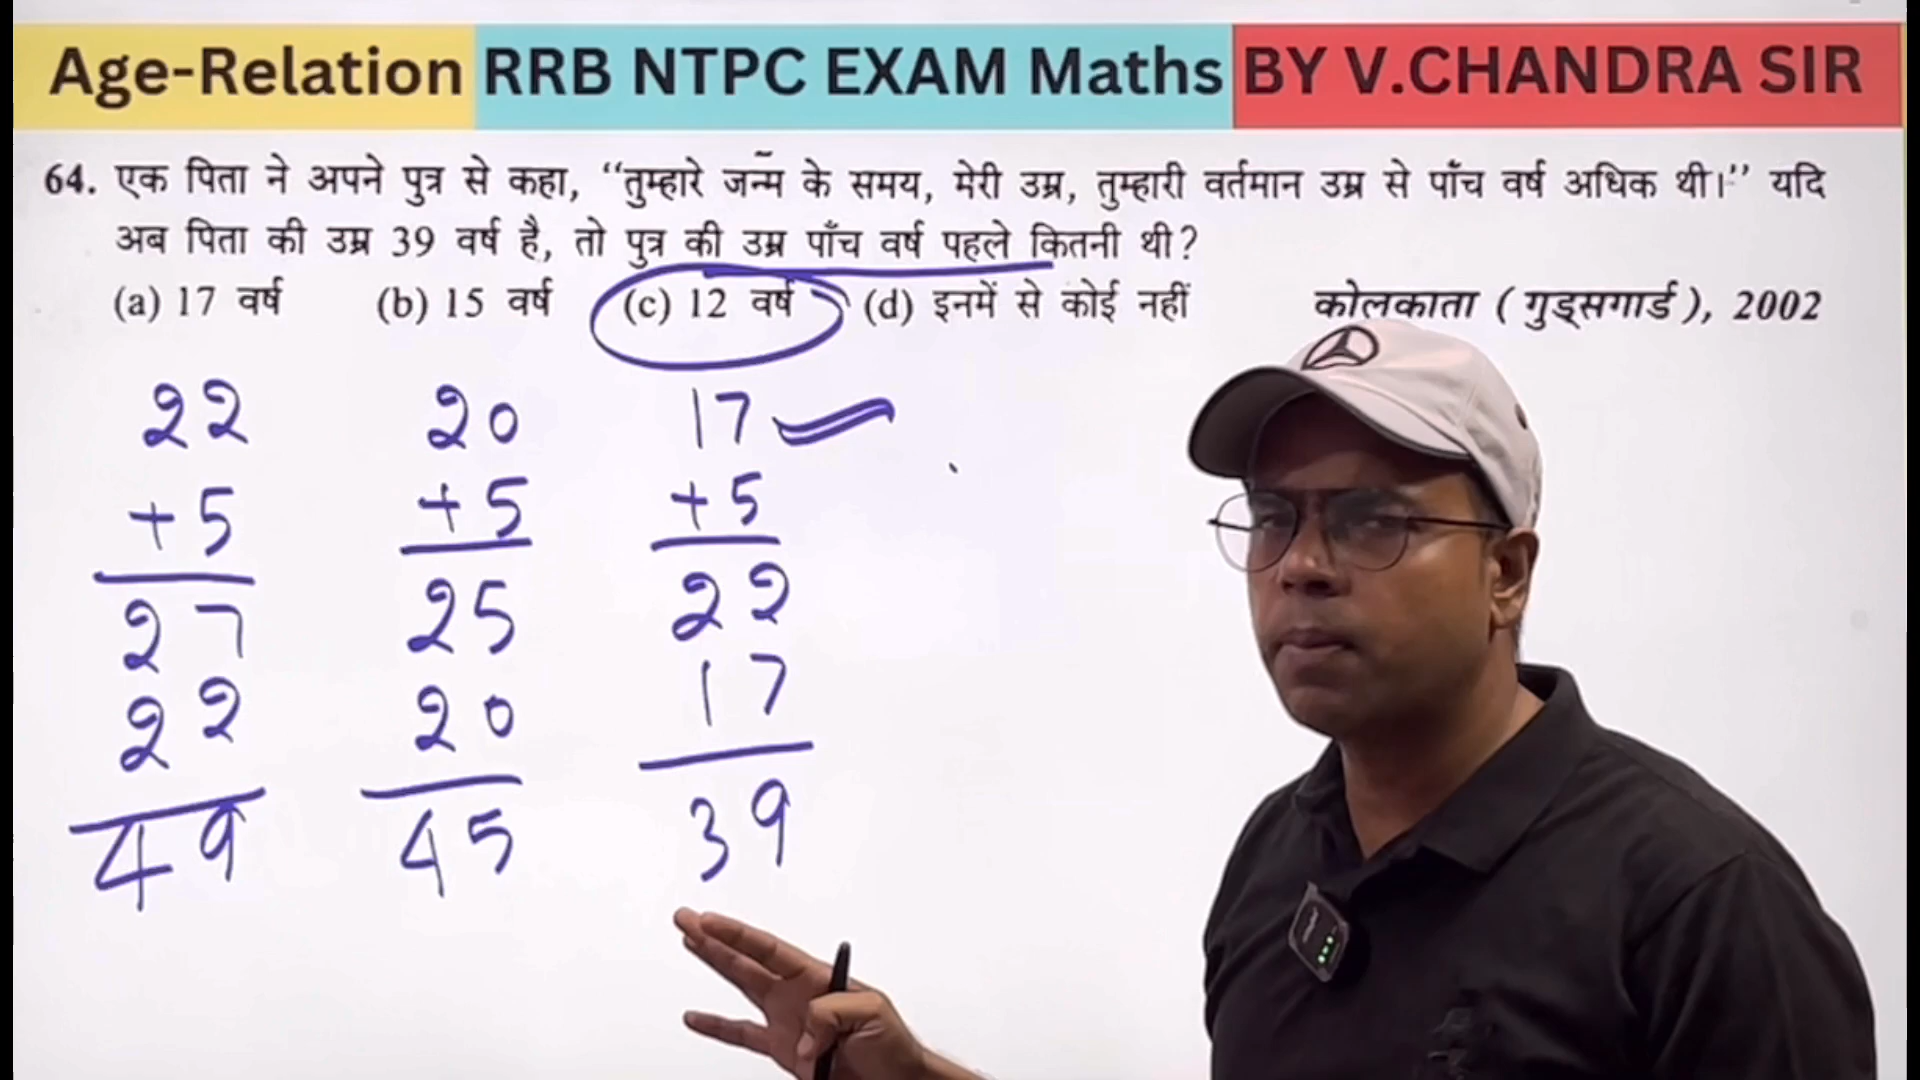 Age-Relation RRB NTPC EXAM Maths BY V.CHANDRA SIR
64. एक पिता ने अपने पुत्र से कहा, “तुम्हारे जन्म के समय, मेरी उम्र, तुम्हारी वर्तमान उम्र से पाँच वर्ष अधिक थी।” यदि
अब पिता की उम्र 39 वर्ष है, तो पुत्र की उम्र पाँच वर्ष पहले कितनी थी?
(a) 17 वर्ष (b) 15 वर्ष (c) 12 वर्ष (d) इनमें से कोई नहीं कोलकाता (गुड्सगार्ड), 2002
22 20 17
+5 +5 +5
27 25 22
22 20 17
49 45 39